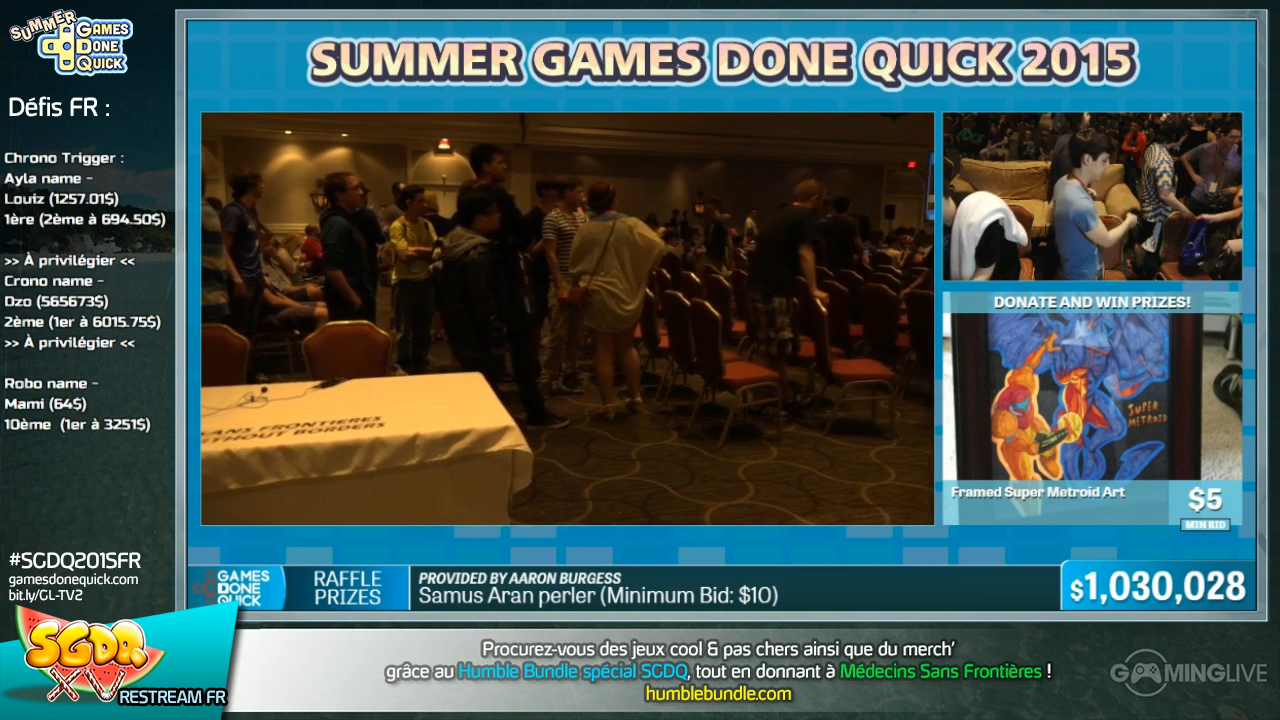 SUMMER
GAMES
DONE
QUICK
Défis FR :
Chrono Trigger :
Ayla name -
Louiz (1257.01$)
1ère (2ème à 694.50$)
>> À privilégier <<
Crono name -
Dzo (565673$)
2ème (1er à 6015.75$)
>> À privilégier <<
Robo name -
Mami (64$)
10ème (1er à 3251$)
#SGDQ2015FR
gamesdonequick.com
bit.ly/GL-TV2
SGDQ
RESTREAM FR
SUMMER GAMES DONE QUICK 2015
SANS FRONTIERES
WITHOUT BORDERS
DONATE AND WIN PRIZES!
SUPER
METROID
Framed Super Metroid Art
$5
MIN BID
GAMES
DONE
QUICK
RAFFLE
PRIZES
PROVIDED BY AARON BURGESS
Samus Aran perler (Minimum Bid: $10)
$1,030,028
Procurez-vous des jeux cool & pas chers ainsi que du merch'
grâce au Humble Bundle spécial SGDQ, tout en donnant à Médecins Sans Frontières !
humblebundle.com
GAMINGLIVE